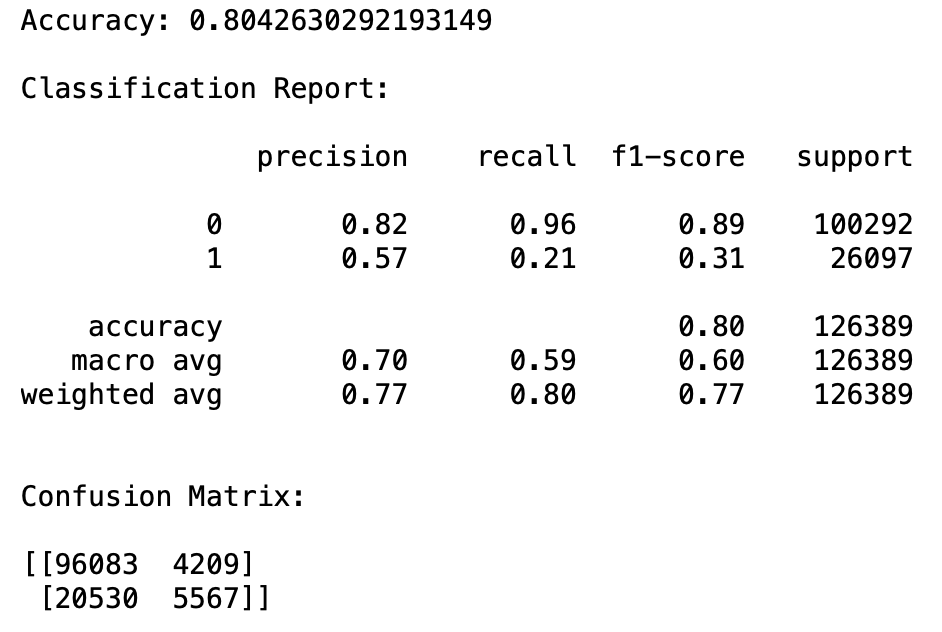 Accuracy: 0.8042630292193149
Classification Report:
precision recall f1-score support
0 0.82 0.96 0.89 100292
1 0.57 0.21 0.31 26097
accuracy 0.80 126389
macro avg 0.70 0.59 0.60 126389
weighted avg 0.77 0.80 0.77 126389
Confusion Matrix:
[[96083 4209]
[20530 5567]]